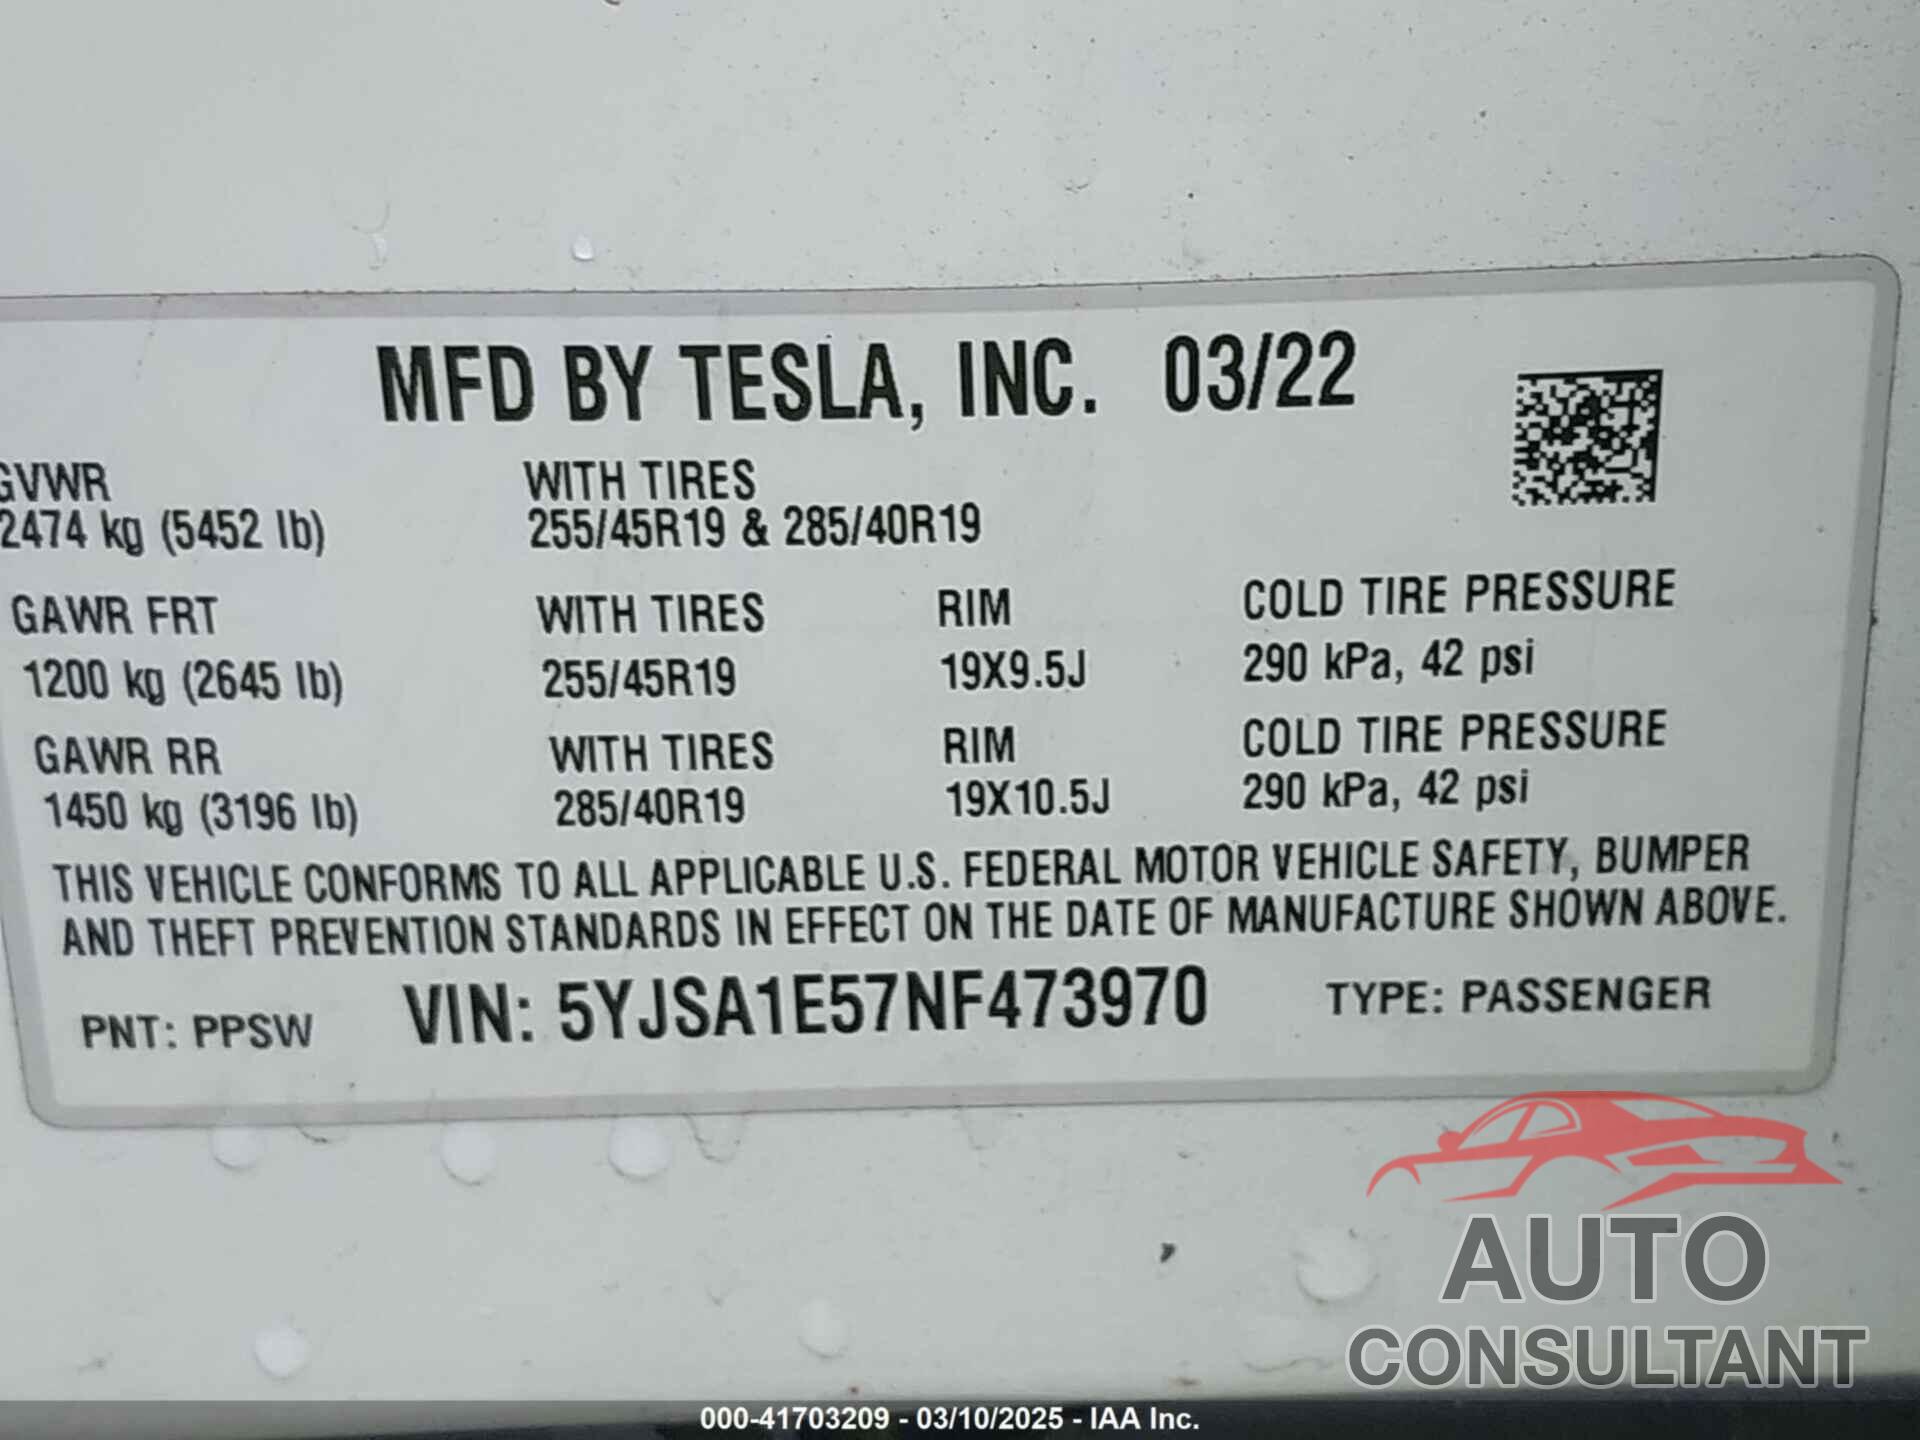 MFD BY TESLA, INC. 03/22
GVWR WITH TIRES
2474 kg (5452 lb) 255/45R19 & 285/40R19
GAWR FRT WITH TIRES RIM COLD TIRE PRESSURE
1200 kg (2645 lb) 255/45R19 19X9.5J 290 kPa, 42 psi
GAWR RR WITH TIRES RIM COLD TIRE PRESSURE
1450 kg (3196 lb) 285/40R19 19X10.5J 290 kPa, 42 psi
THIS VEHICLE CONFORMS TO ALL APPLICABLE U.S. FEDERAL MOTOR VEHICLE SAFETY, BUMPER
AND THEFT PREVENTION STANDARDS IN EFFECT ON THE DATE OF MANUFACTURE SHOWN ABOVE.
PNT: PPSW VIN: 5YJSA1E57NF473970 TYPE: PASSENGER
AUTO
CONSULTANT
000-41703209 - 03/10/2025 - IAA Inc.